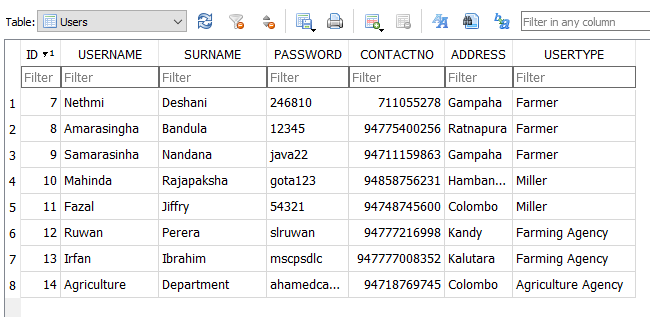 Table: Users Filter in any column
ID 1 USERNAME SURNAME PASSWORD CONTACTNO ADDRESS USERTYPE
Filter Filter Filter Filter Filter Filter Filter
1 7 Nethmi Deshani 246810 711055278 Gampaha Farmer
2 8 Amarasingha Bandula 12345 94775400256 Ratnapura Farmer
3 9 Samarasinha Nandana java22 94711159863 Gampaha Farmer
4 10 Mahinda Rajapaksha gota123 94858756231 Hamban... Miller
5 11 Fazal Jiffry 54321 94748745600 Colombo Miller
6 12 Ruwan Perera slruwan 94777216998 Kandy Farming Agency
7 13 Irfan Ibrahim mscpsdlc 947777008352 Kalutara Farming Agency
8 14 Agriculture Department ahamedca... 94718769745 Colombo Agriculture Agency